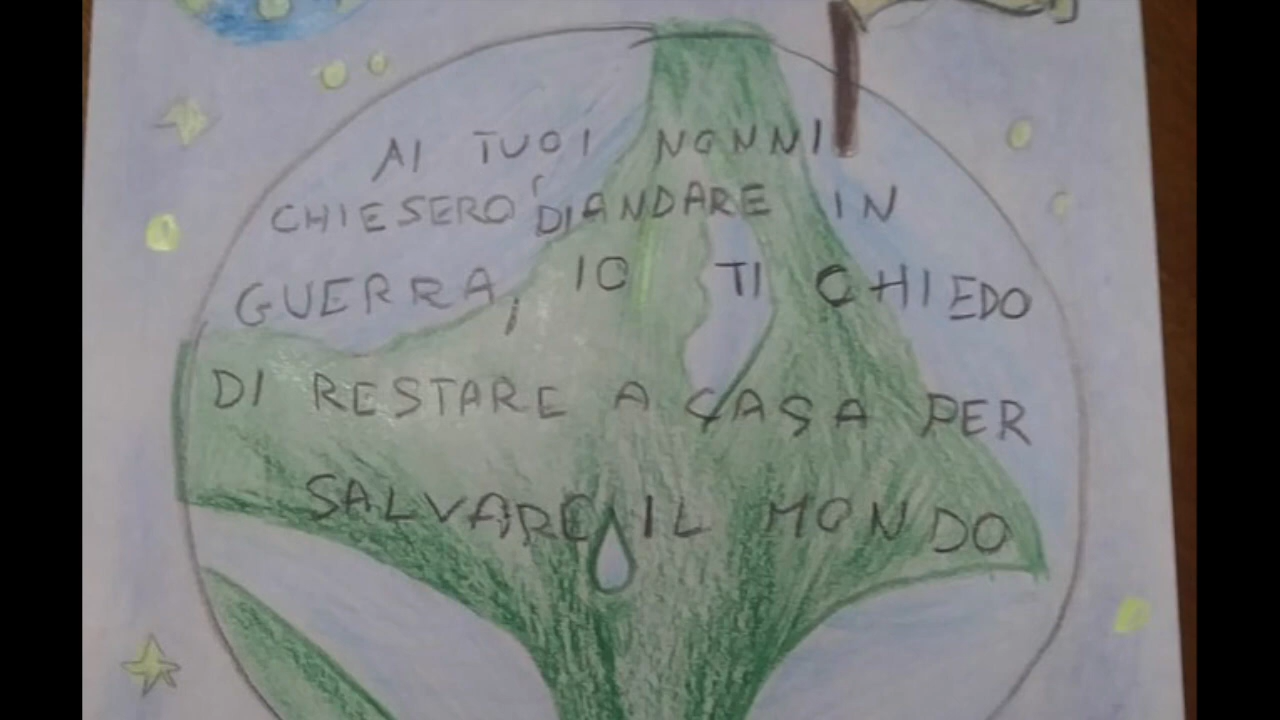 AI TUOI NONNI
CHIESERO DI ANDARE IN
GUERRA, IO TI CHIEDO
DI RESTARE A CASA PER
SALVARE IL MONDO